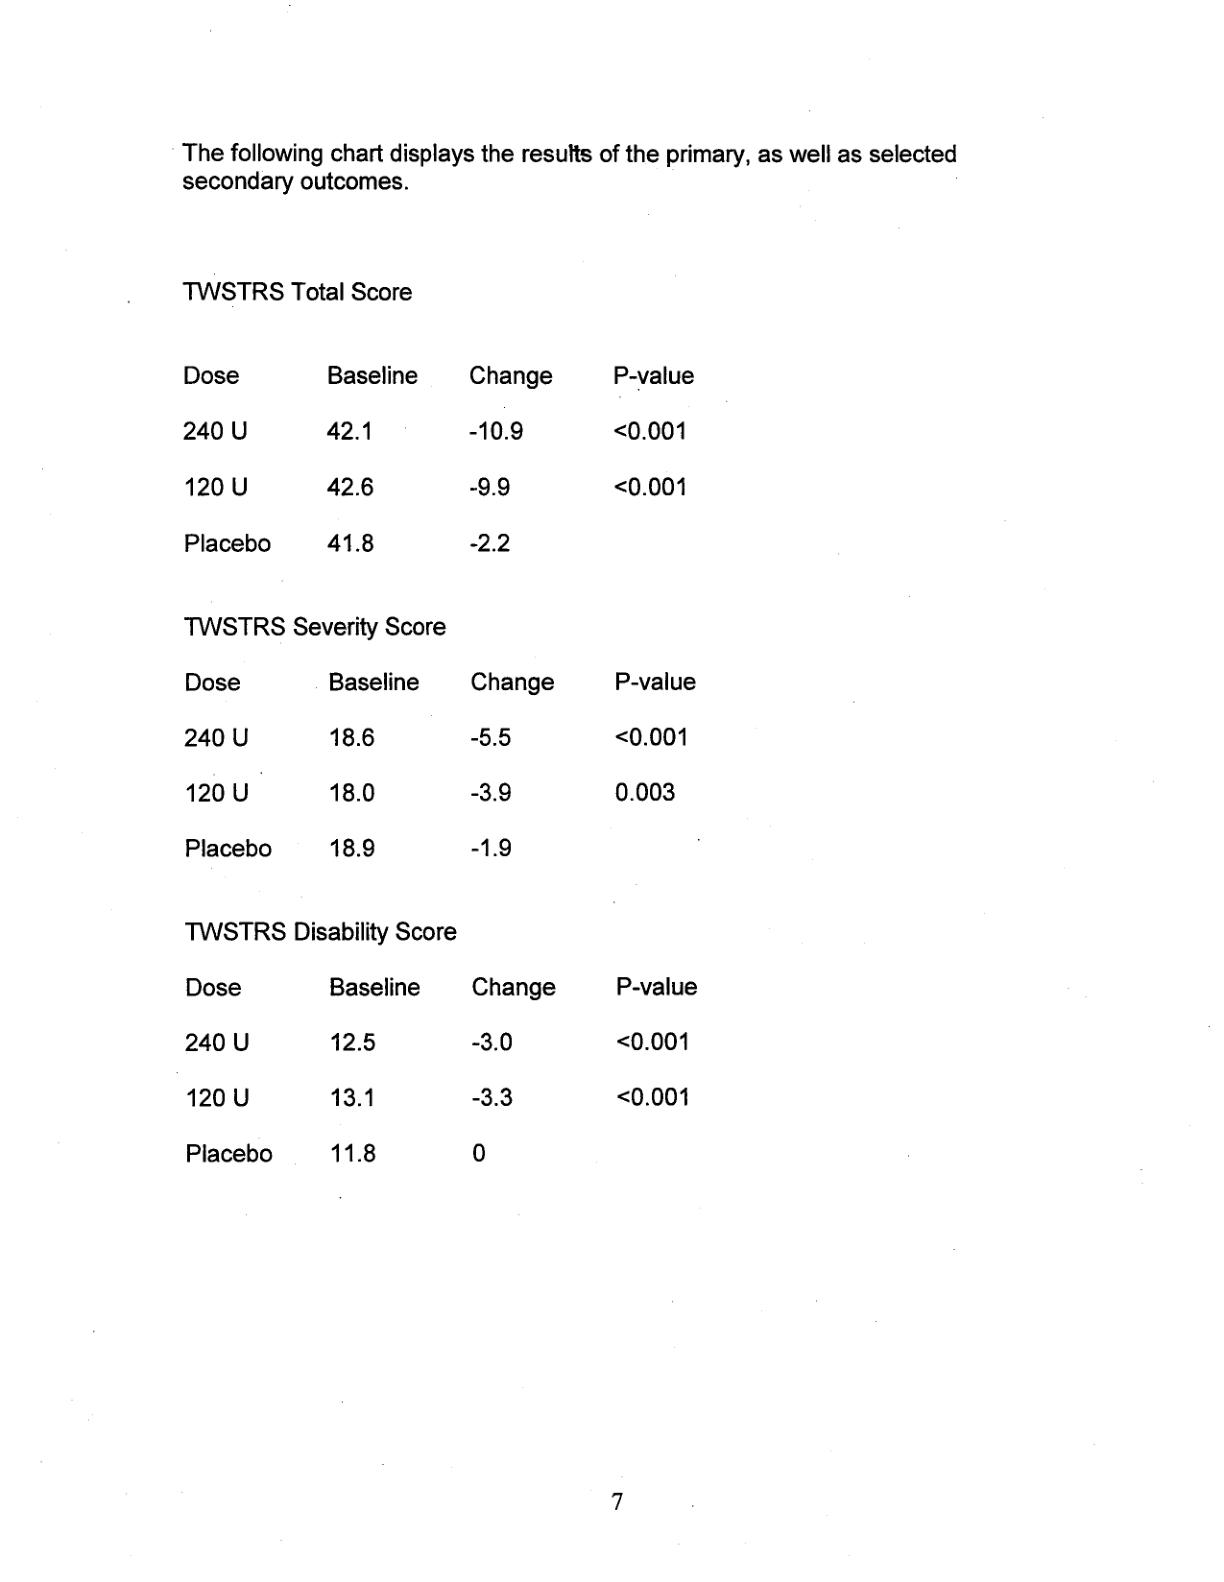 The following chart displays the results of the primary, as well as selected
secondary outcomes.
TWSTRS Total Score
Dose Baseline Change P-value
240 U 42.1 -10.9 <0.001
120 U 42.6 -9.9 <0.001
Placebo 41.8 -2.2
TWSTRS Severity Score
Dose Baseline Change P-value
240 U 18.6 -5.5 <0.001
120 U 18.0 -3.9 0.003
Placebo 18.9 -1.9
TWSTRS Disability Score
Dose Baseline Change P-value
240 U 12.5 -3.0 <0.001
120 U 13.1 -3.3 <0.001
Placebo 11.8 0
7